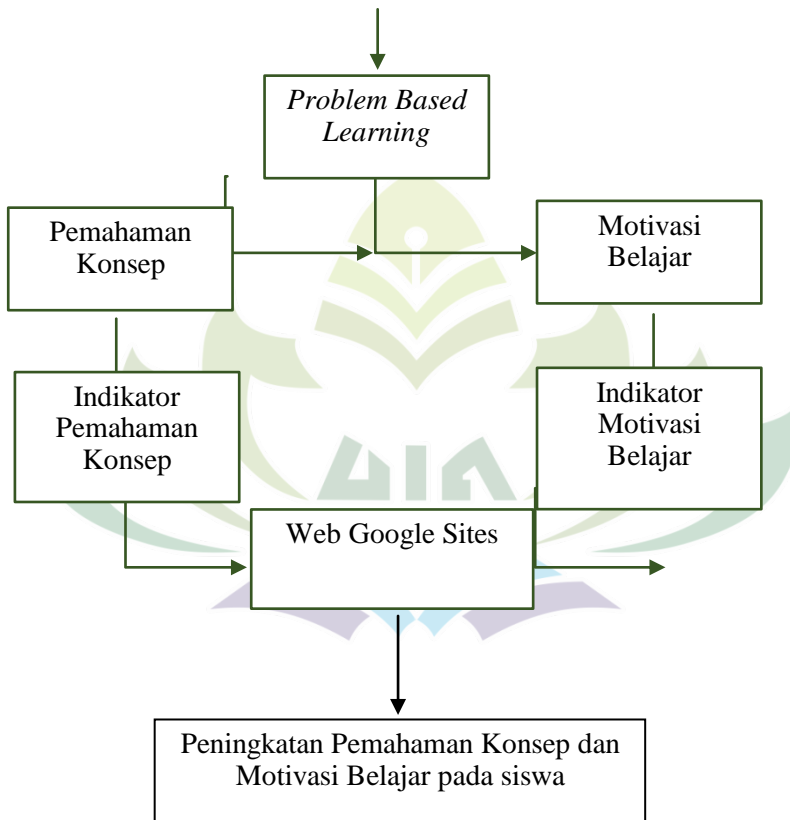 Problem Based
Learning
Pemahaman
Konsep
Motivasi
Belajar
Indikator
Pemahaman
Konsep
Indikator
Motivasi
Belajar
Web Google Sites
Peningkatan Pemahaman Konsep dan
Motivasi Belajar pada siswa